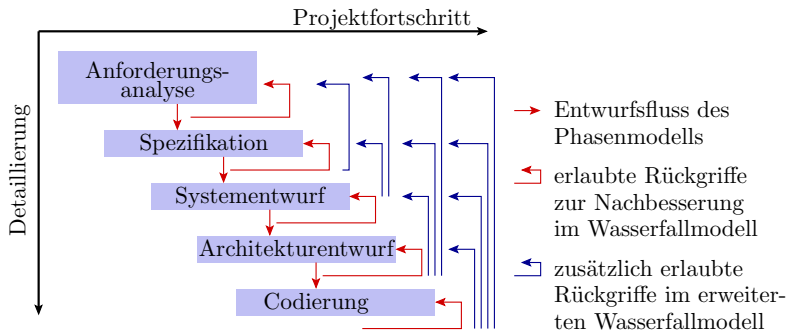 Projektfortschritt
Detaillierung
Anforderungs-
analyse
Spezifikation
Systementwurf
Architekturentwurf
Codierung
Entwurfsfluss des
Phasenmodells
erlaubte Rückgriffe
zur Nachbesserung
im Wasserfallmodell
zusätzlich erlaubte
Rückgriffe im erweiter-
ten Wasserfallmodell